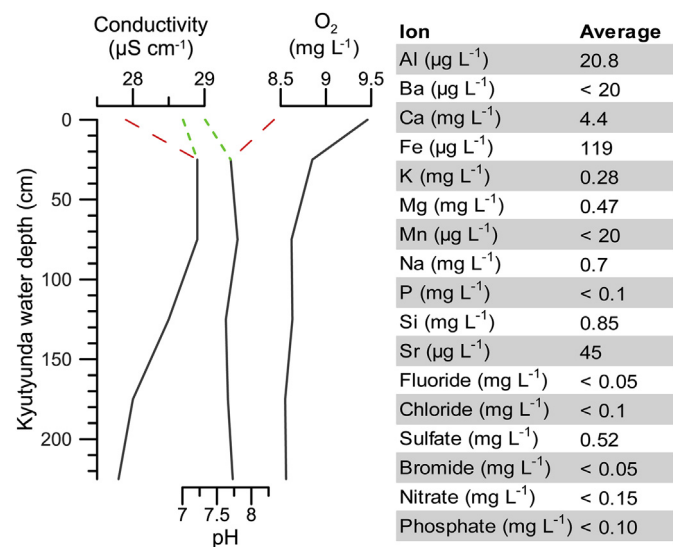 Conductivity
(µS cm-1)
28
29
O2
(mg L-1)
8.5
9
9.5
Kyutyunda water depth (cm)
0
50
100
150
200
7
7.5
8
pH
Ion Average
Al (µg L-1) 20.8
Ba (µg L-1) < 20
Ca (mg L-1) 4.4
Fe (µg L-1) 119
K (mg L-1) 0.28
Mg (mg L-1) 0.47
Mn (µg L-1) < 20
Na (mg L-1) 0.7
P (mg L-1) < 0.1
Si (mg L-1) 0.85
Sr (µg L-1) 45
Fluoride (mg L-1) < 0.05
Chloride (mg L-1) < 0.1
Sulfate (mg L-1) 0.52
Bromide (mg L-1) < 0.05
Nitrate (mg L-1) < 0.15
Phosphate (mg L-1) < 0.10